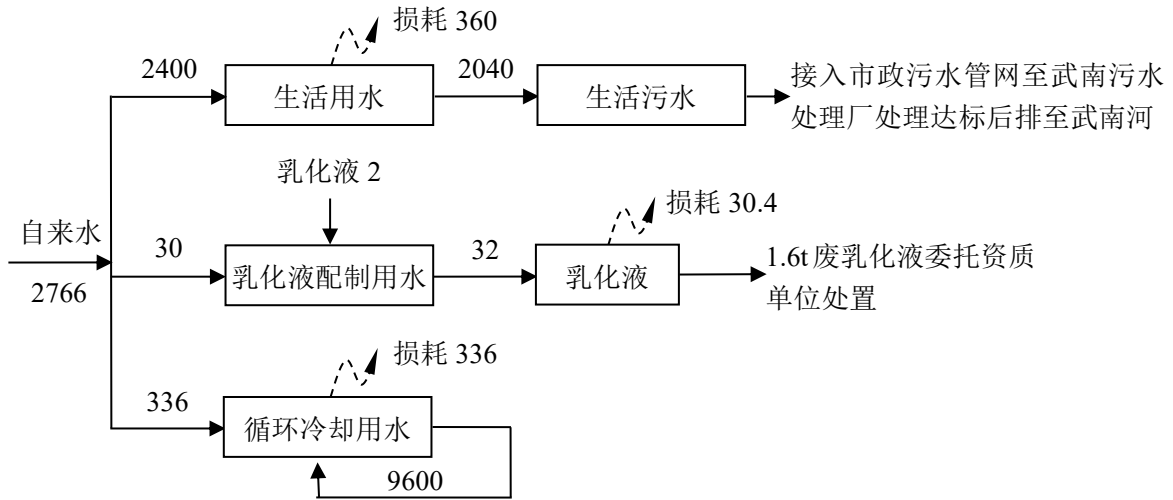 损耗 360
2400
生活用水
2040
生活污水
接入市政污水管网至武南污水
处理厂处理达标后排至武南河
乳化液 2
自来水
2766
30
乳化液配制用水
32
乳化液
损耗 30.4
1.6t 废乳化液委托资质
单位处置
损耗 336
336
循环冷却用水
9600